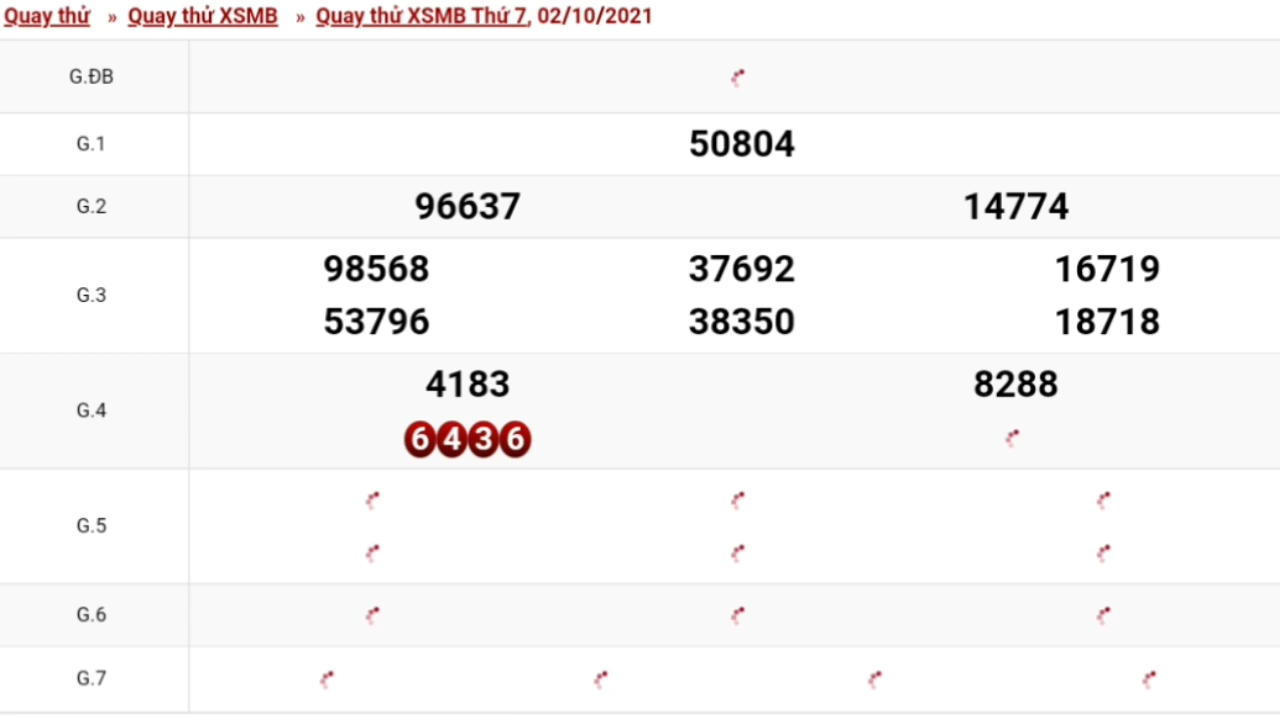 Quay thử » Quay thử XSMB » Quay thử XSMB Thứ 7, 02/10/2021
G.ĐB
G.1 50804
G.2 96637 14774
98568 37692 16719
G.3
53796 38350 18718
4183 8288
G.4
6436
G.5
G.6
G.7